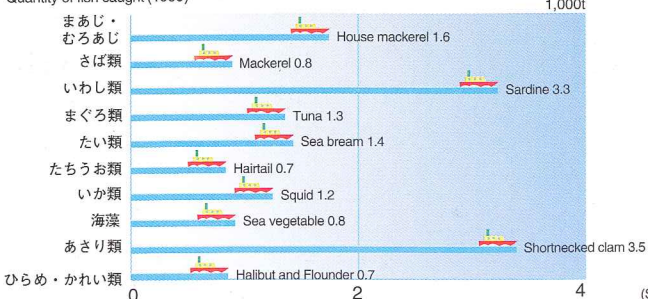 Quantity of fish caught (1999)
1,000t
まあじ・
むろあじ
House mackerel 1.6
さば類
Mackerel 0.8
いわし類
Sardine 3.3
まぐろ類
Tuna 1.3
たい類
Sea bream 1.4
たちうお類
Hairtail 0.7
いか類
Squid 1.2
海藻
Sea vegetable 0.8
あさり類
Shortnecked clam 3.5
ひらめ・かれい類
Halibut and Flounder 0.7
0
2
4